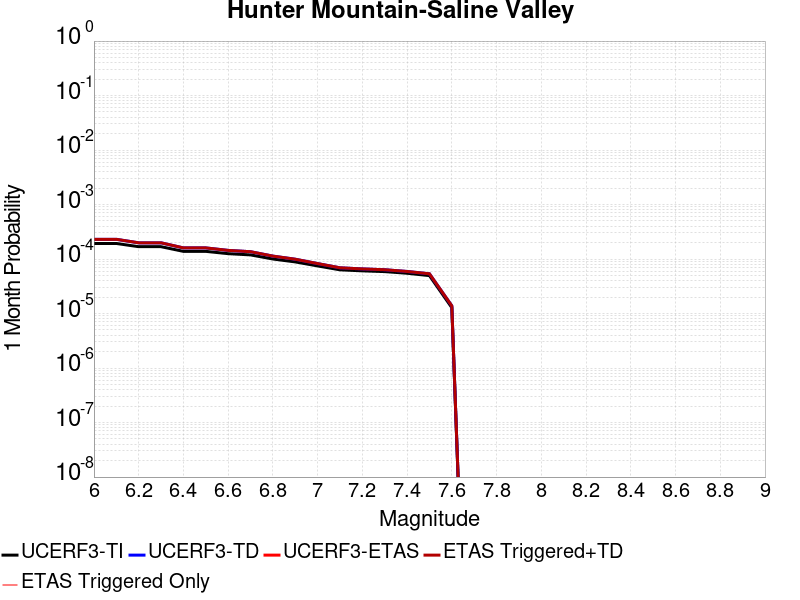 Hunter Mountain-Saline Valley
1 Month Probability
10^0
10^-1
10^-2
10^-3
10^-4
10^-5
10^-6
10^-7
10^-8
6 6.2 6.4 6.6 6.8 7 7.2 7.4 7.6 7.8 8 8.2 8.4 8.6 8.8 9
Magnitude
UCERF3-TI UCERF3-TD UCERF3-ETAS ETAS Triggered+TD
ETAS Triggered Only